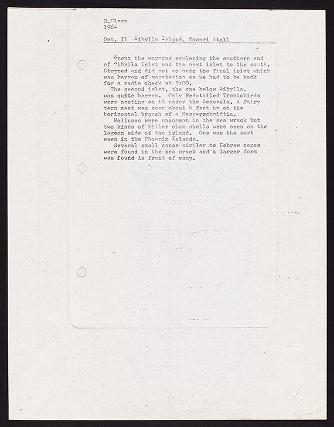 R.Clapp
1964
Oct. 11 Sibylla Island, Taongi Atoll
Spent the morning exploring the southern end
of Sibylla Islet and the next islet to the south.
Stopped and did not go onto the final islet which
was barren of vegetation as we had to be back
for a radio check at 8:00.
The second islet, the one below Sibylla,
was quite barren. Only Red-tailed Tropicbirds
were nesting on it under the Scaevola. A fairy
tern nest was seen about 4 feet up on the
horizontal branch of a Messerschmidia.
Molluscs were uncommon in the sea wrack but
two kinds of killer clam shells were seen on the
lagoon side of the island. One was the sort
seen in the Phoenix Islands.
Several small cones similar to Hebrew cones
were found in the sea wrack and a larger form
was found in front of camp.